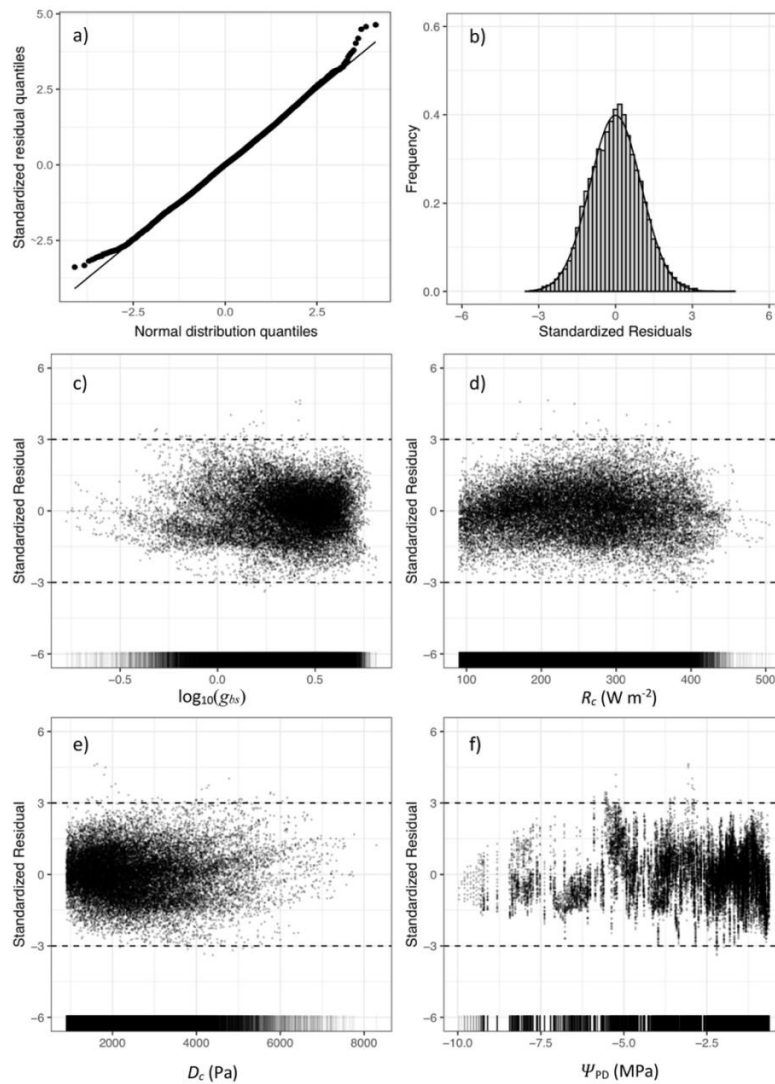 a)
5.0
2.5
0.0
−2.5
Standardized residual quantiles
−2.5
0.0
2.5
Normal distribution quantiles
b)
0.6
0.4
0.2
0.0
Frequency
−6
−3
0
3
6
Standardized Residuals
c)
6
3
0
−3
−6
Standardized Residual
−0.5
0.0
0.5
log₁₀(gbs)
d)
6
3
0
−3
−6
Standardized Residual
100
200
300
400
500
Rc (W m⁻²)
e)
6
3
0
−3
−6
Standardized Residual
2000
4000
6000
8000
Dc (Pa)
f)
6
3
0
−3
−6
Standardized Residual
−10.0
−7.5
−5.0
−2.5
ΨPD (MPa)